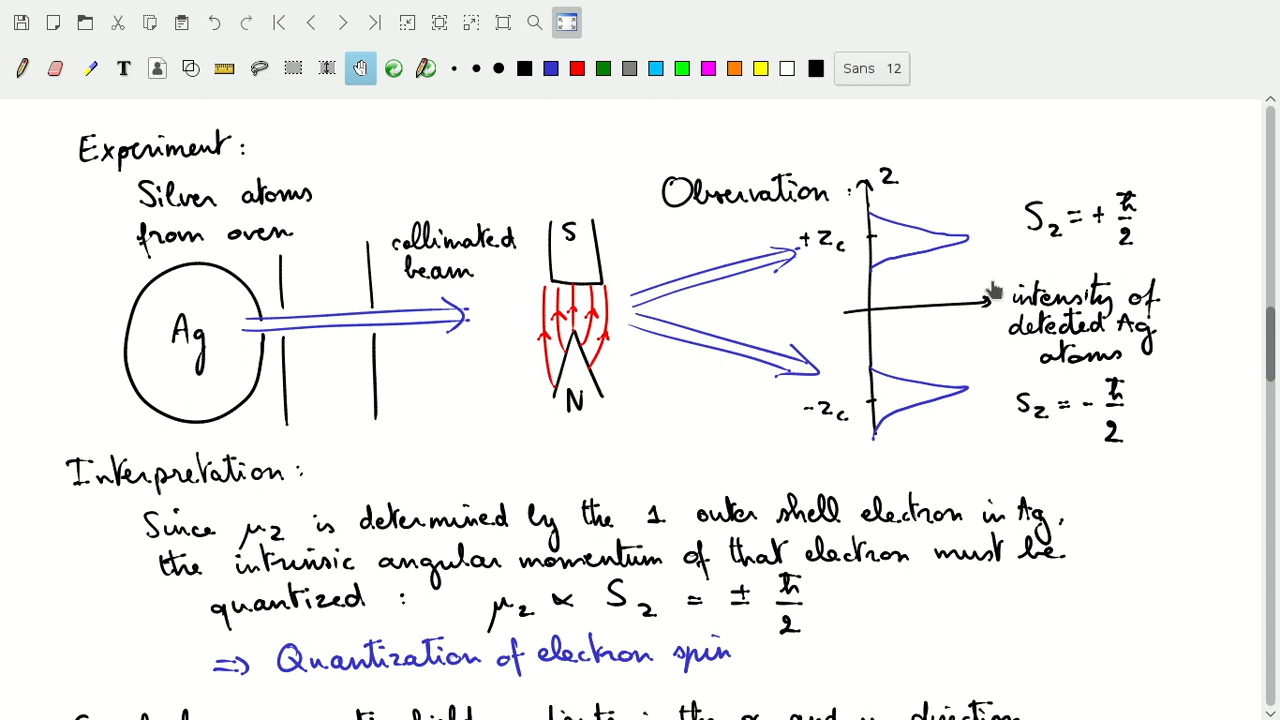 Sans 12
Experiment :
Silver atoms
from oven
Ag
collimated
beam
S
N
Observation :
z
+ z_c
- z_c
S_z = + ħ/2
intensity of
detected Ag
atoms
S_z = - ħ/2
Interpretation :
Since μ_z is determined by the 1 outer shell electron in Ag,
the intrinsic angular momentum of that electron must be
quantized : μ_z ∝ S_z = ± ħ/2
⇒ Quantization of electron spin